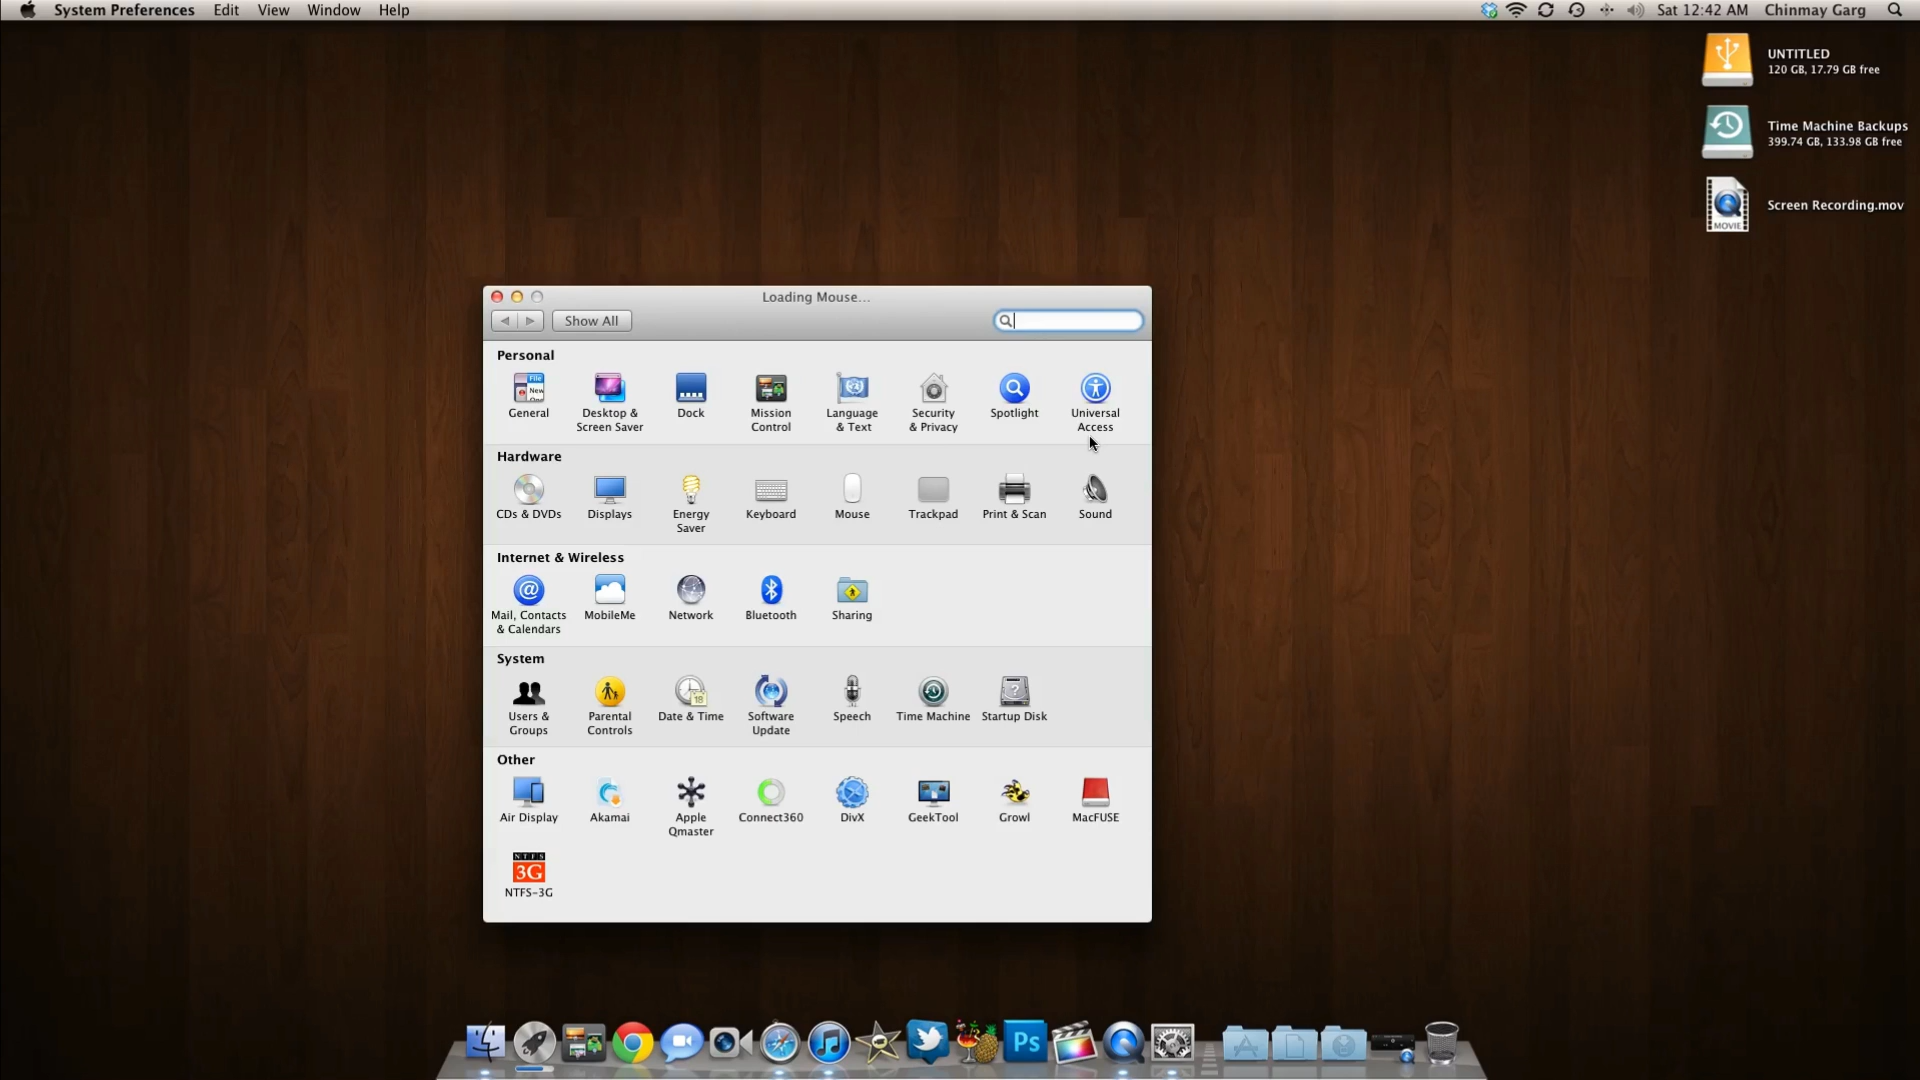 System Preferences Edit View Window Help Sat 12:42 AM Chinmay Garg
UNTITLED
120 GB, 17.79 GB free
Time Machine Backups
399.74 GB, 133.98 GB free
MOVIE
Screen Recording.mov
Loading Mouse...
Show All
Personal
File
New
General Desktop & Screen Saver Dock Mission Control Language & Text Security & Privacy Spotlight Universal Access
Hardware
CDs & DVDs Displays Energy Saver Keyboard Mouse Trackpad Print & Scan Sound
Internet & Wireless
@
Mail, Contacts & Calendars MobileMe Network Bluetooth Sharing
System
18
?
Users & Groups Parental Controls Date & Time Software Update Speech Time Machine Startup Disk
Other
Air Display Akamai Apple Qmaster Connect360 DivX GeekTool Growl MacFUSE
NTFS
3G
NTFS-3G
Ps